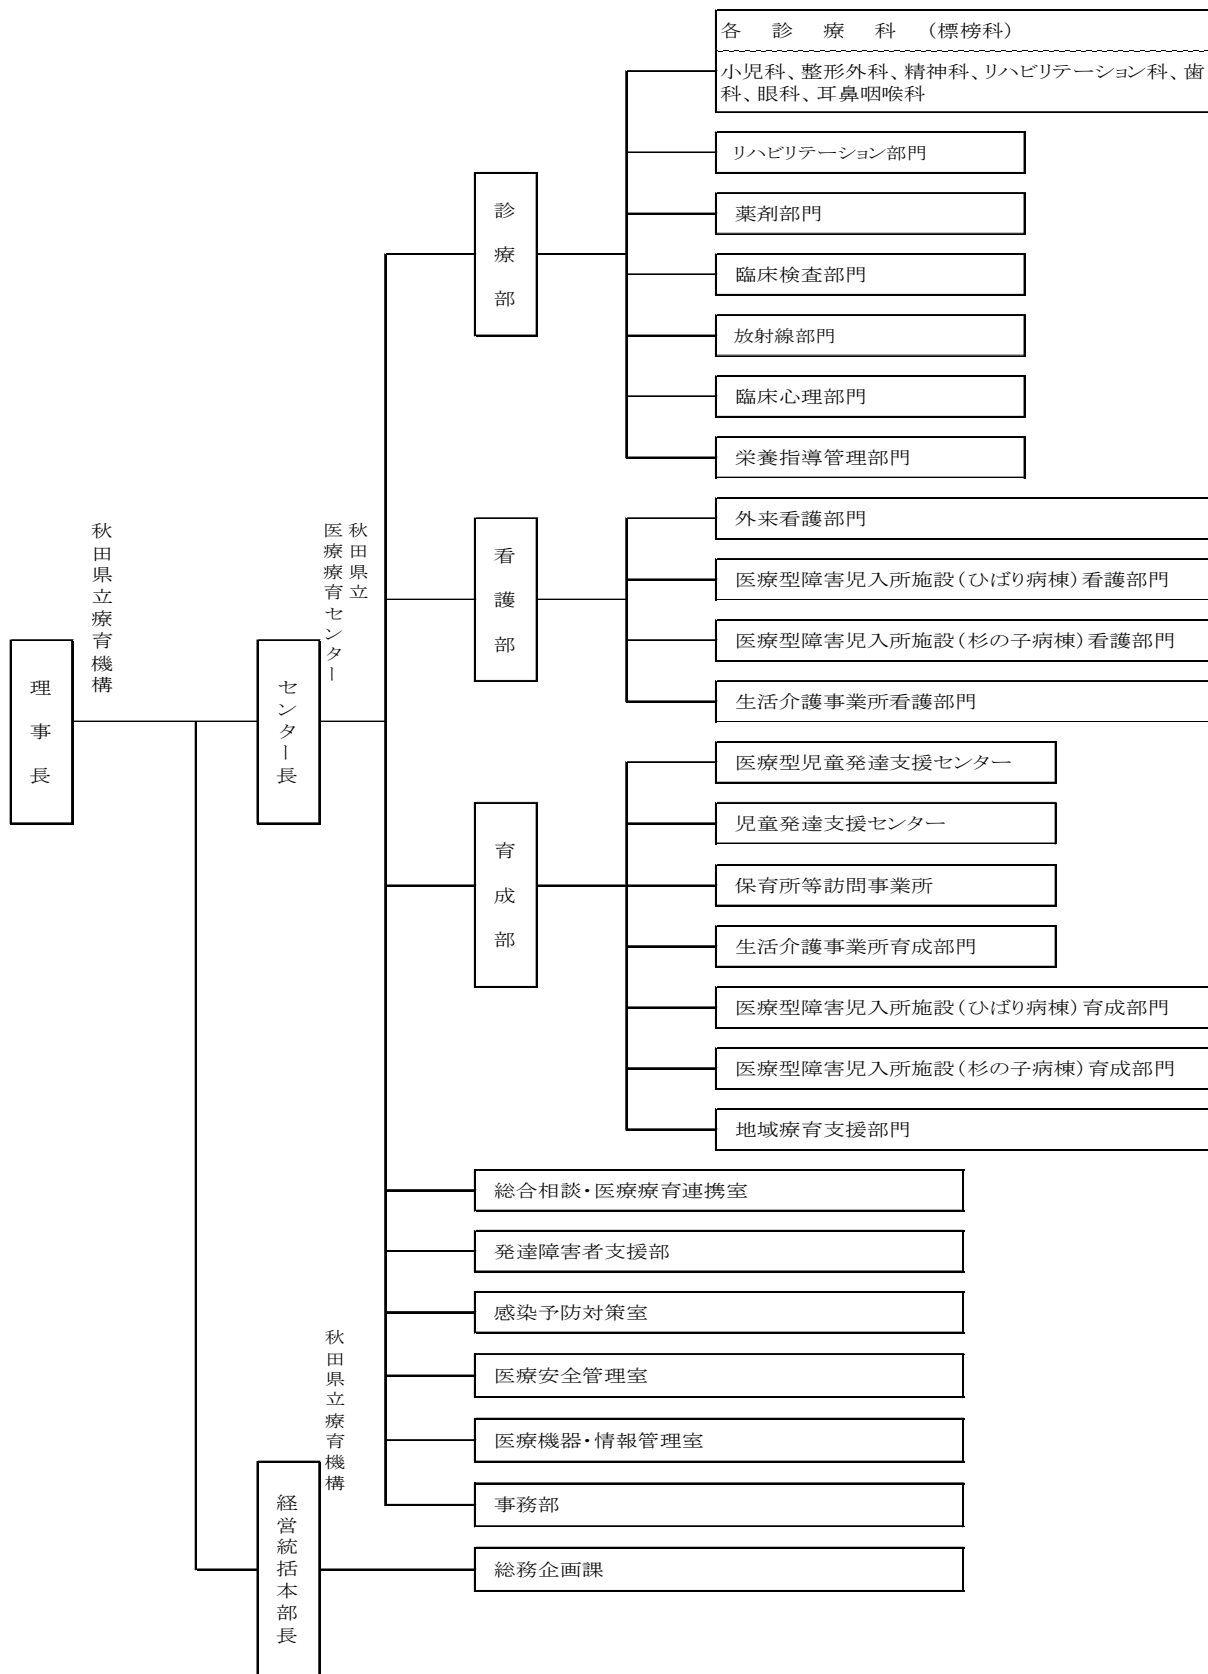 各　診　療　科　（標榜科）
小児科、整形外科、精神科、リハビリテーション科、歯
科、眼科、耳鼻咽喉科
リハビリテーション部門
薬剤部門
臨床検査部門
放射線部門
臨床心理部門
栄養指導管理部門
診療部
外来看護部門
医療型障害児入所施設（ひばり病棟）看護部門
医療型障害児入所施設（杉の子病棟）看護部門
生活介護事業所看護部門
看護部
秋田県立療育機構
秋田県立
医療療育センター
理事長
センター長
医療型児童発達支援センター
児童発達支援センター
保育所等訪問事業所
生活介護事業所育成部門
医療型障害児入所施設（ひばり病棟）育成部門
医療型障害児入所施設（杉の子病棟）育成部門
地域療育支援部門
育成部
総合相談・医療療育連携室
発達障害者支援部
感染予防対策室
医療安全管理室
医療機器・情報管理室
事務部
秋田県立療育機構
経営統括本部長
総務企画課